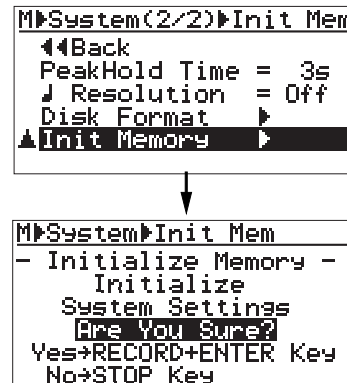 M▶System(2/2)▶Init Mem
◀◀Back
PeakHold Time = 3s
♩ Resolution = Off
Disk Format ▶
▲Init Memory ▶
M▶System▶Init Mem
– Initialize Memory –
Initialize
System Settings
Are You Sure?
Yes→RECORD+ENTER Key
No→STOP Key